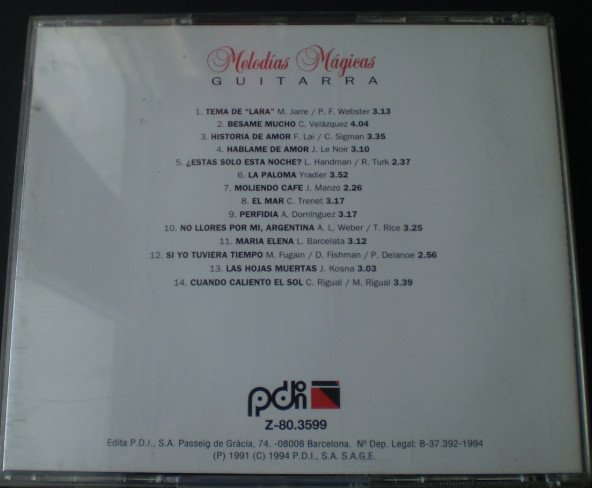 Melodías Mágicas
GUITARRA
1. TEMA DE "LARA" M. Jarre / P. F. Webster 3.13
2. BESAME MUCHO C. Velázquez 4.04
3. HISTORIA DE AMOR F. Lai / C. Sigman 3.35
4. HABLAME DE AMOR J. Le Noir 3.10
5. ¿ESTAS SOLO ESTA NOCHE? L. Handman / R. Turk 2.37
6. LA PALOMA Yradier 3.52
7. MOLIENDO CAFE J. Manzo 2.26
8. EL MAR C. Trenet 3.17
9. PERFIDIA A. Domínguez 3.17
10. NO LLORES POR MI, ARGENTINA A. L. Weber / T. Rice 3.25
11. MARIA ELENA L. Barcelata 3.12
12. SI YO TUVIERA TIEMPO M. Fugain / D. Fishman / P. Delanoe 2.56
13. LAS HOJAS MUERTAS J. Kosna 3.03
14. CUANDO CALIENTO EL SOL C. Rigual / M. Rigual 3.39
pdi
Z-80.3599
Edita P.D.I., S.A. Passeig de Gràcia, 74. -08008 Barcelona. Nº Dep. Legal: B-37.392-1994
(P) 1991 (C) 1994 P.D.I., S.A. S.A.G.E.